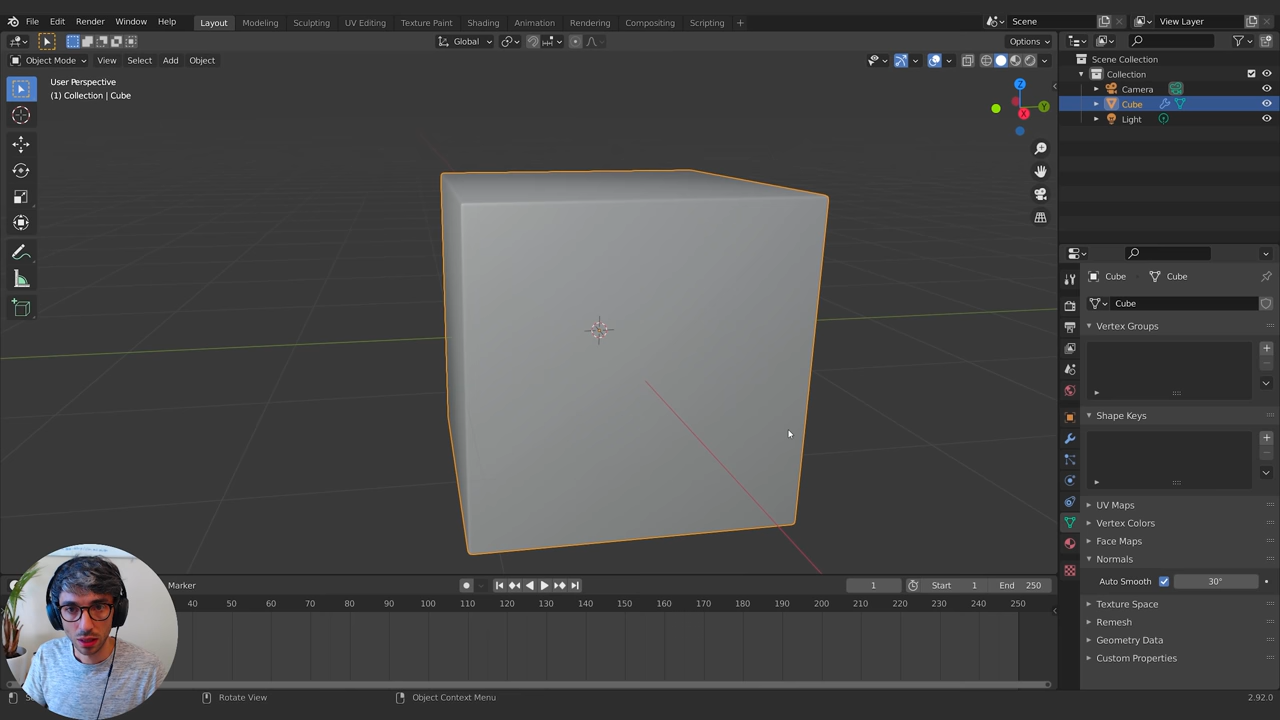 File Edit Render Window Help Layout Modeling Sculpting UV Editing Texture Paint Shading Animation Rendering Compositing Scripting + Scene View Layer
Global Options
Object Mode View Select Add Object
User Perspective
(1) Collection | Cube
Z
Y
X
Scene Collection
Collection
Camera
Cube
Light
Cube Cube
Cube
Vertex Groups
Shape Keys
UV Maps
Vertex Colors
Face Maps
Normals
Auto Smooth 30°
Texture Space
Remesh
Geometry Data
Custom Properties
Marker 1 Start 1 End 250
40 50 60 70 80 90 100 110 120 130 140 150 160 170 180 190 200 210 220 230 240 250
Rotate View Object Context Menu 2.92.0